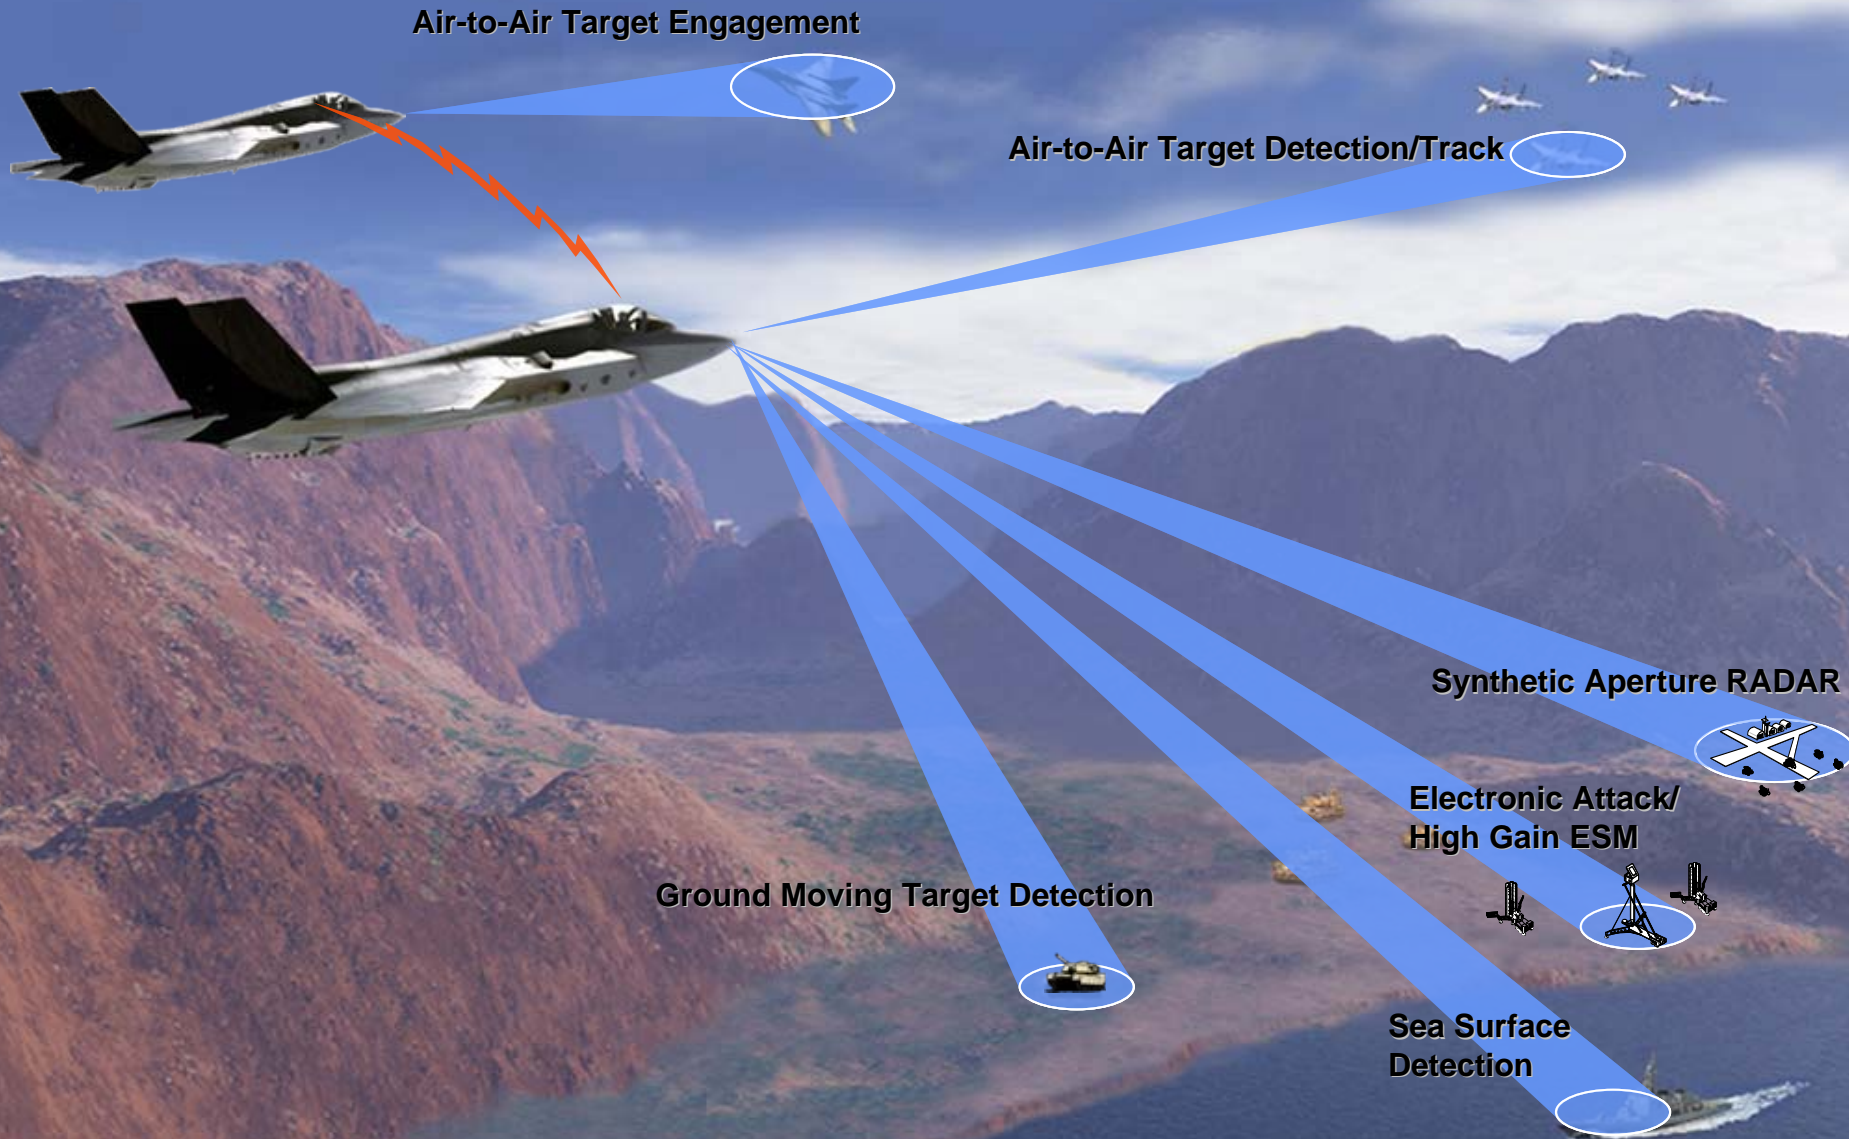 Air-to-Air Target Engagement
Air-to-Air Target Detection/Track
Synthetic Aperture RADAR
Electronic Attack/
High Gain ESM
Ground Moving Target Detection
Sea Surface
Detection